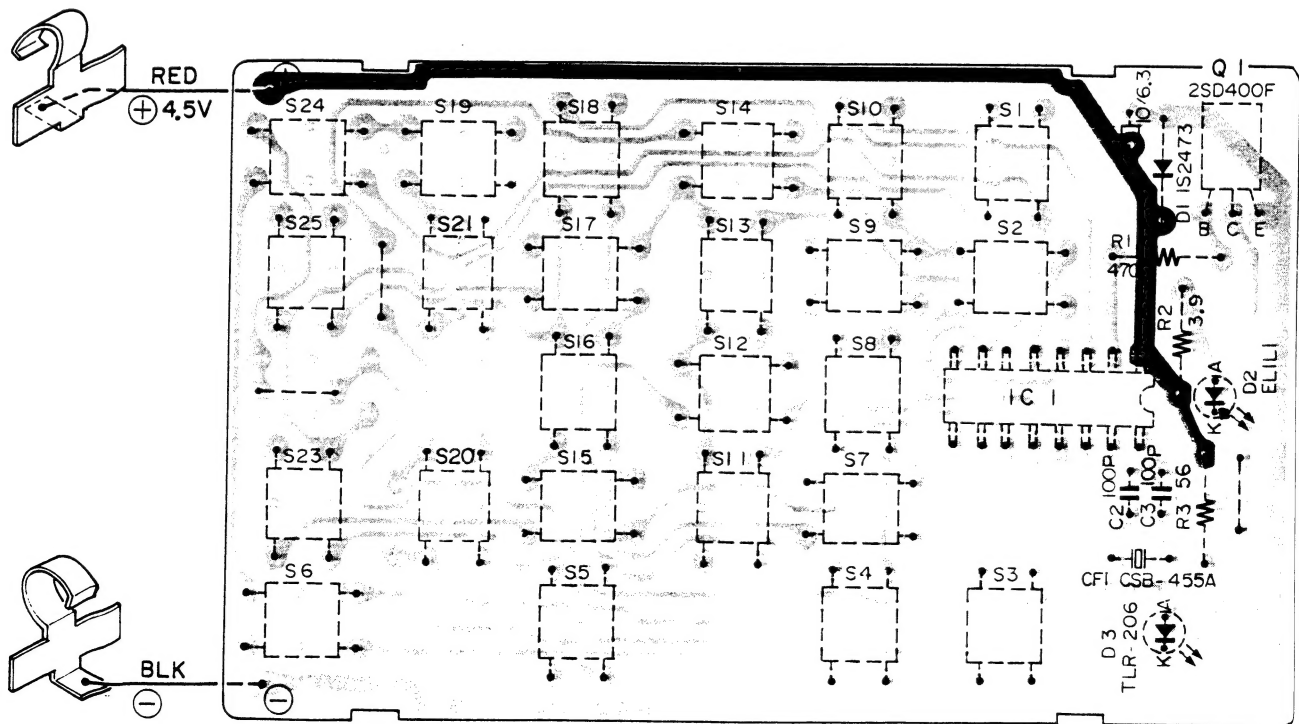 RED
⊕ 4.5V
⊕
S24
S19
S18
S14
S10
S1
10/6.3
D1 1S2473
Q1
2SD400F
B C E
S25
S21
S17
S13
S9
S2
R1
470
R2
3.9
S16
S12
S8
IC1
A
K
D2
EL1L1
S23
S20
S15
S11
S7
C2 100P
C3 100P
R3 56
S6
S5
S4
S3
CF1 CSB-455A
D3
TLR-206
A
K
BLK
⊖
⊖